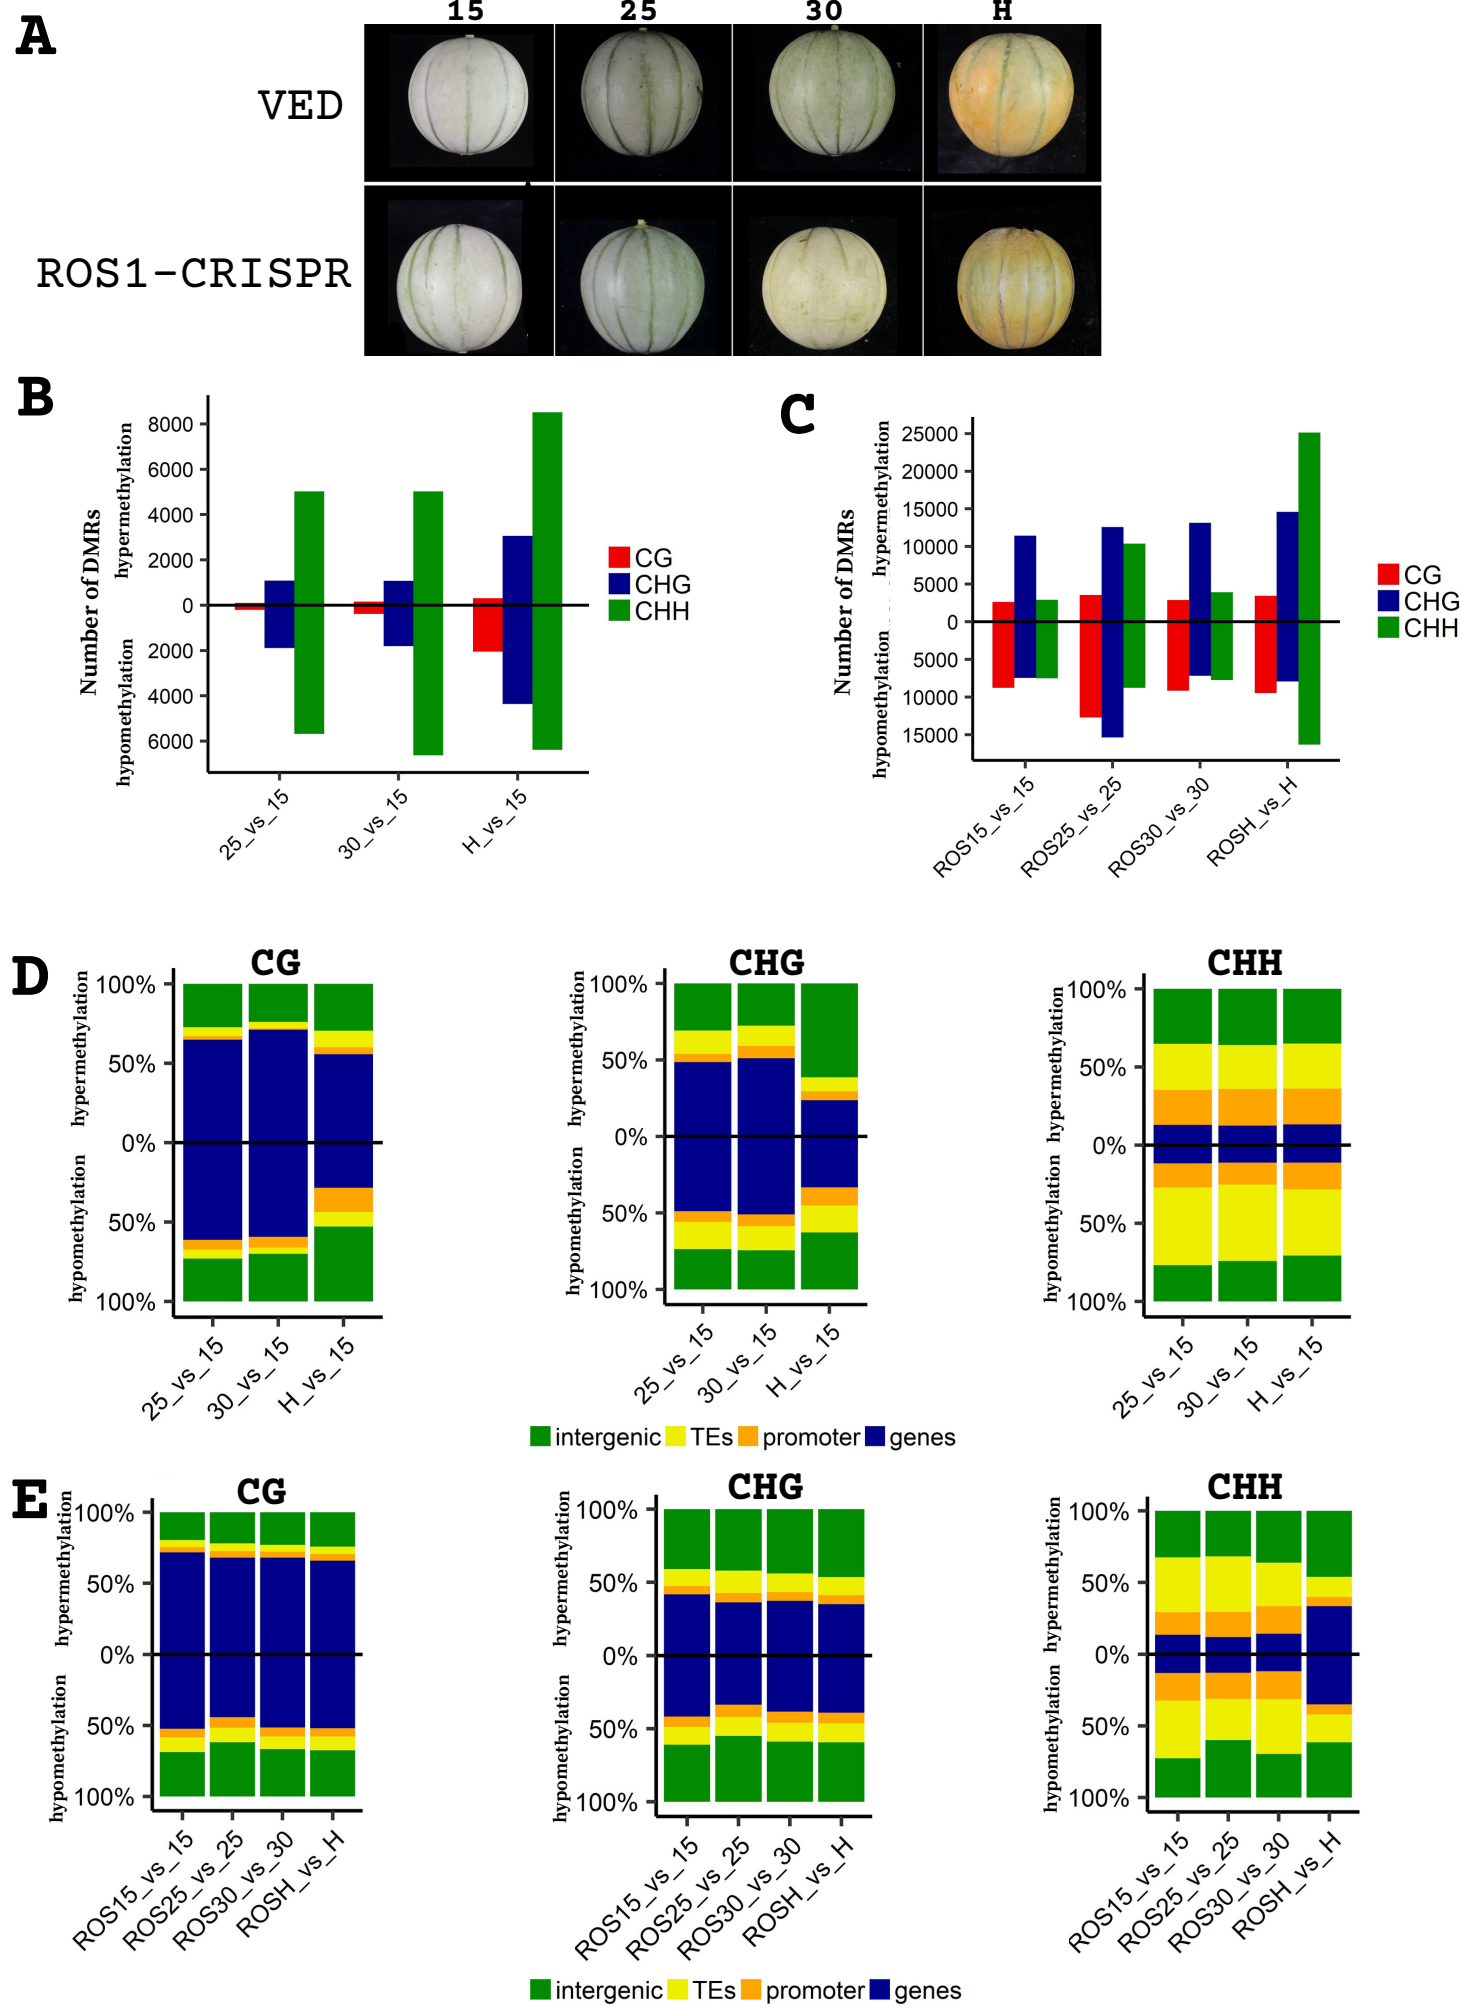 A
15 25 30 H
VED
ROS1-CRISPR
B
Number of DMRs
hypomethylation hypermethylation
8000
6000
4000
2000
0
2000
4000
6000
25_vs_15 30_vs_15 H_vs_15
CG
CHG
CHH
C
Number of DMRs
hypomethylation hypermethylation
25000
20000
15000
10000
5000
0
5000
10000
15000
ROS15_vs_15 ROS25_vs_25 ROS30_vs_30 ROSH_vs_H
CG
CHG
CHH
D
CG
hypomethylation hypermethylation
100%
50%
0%
50%
100%
25_vs_15 30_vs_15 H_vs_15
CHG
hypomethylation hypermethylation
100%
50%
0%
50%
100%
25_vs_15 30_vs_15 H_vs_15
CHH
hypomethylation hypermethylation
100%
50%
0%
50%
100%
25_vs_15 30_vs_15 H_vs_15
intergenic TEs promoter genes
E
CG
hypomethylation hypermethylation
100%
50%
0%
50%
100%
ROS15_vs_15 ROS25_vs_25 ROS30_vs_30 ROSH_vs_H
CHG
hypomethylation hypermethylation
100%
50%
0%
50%
100%
ROS15_vs_15 ROS25_vs_25 ROS30_vs_30 ROSH_vs_H
CHH
hypomethylation hypermethylation
100%
50%
0%
50%
100%
ROS15_vs_15 ROS25_vs_25 ROS30_vs_30 ROSH_vs_H
intergenic TEs promoter genes